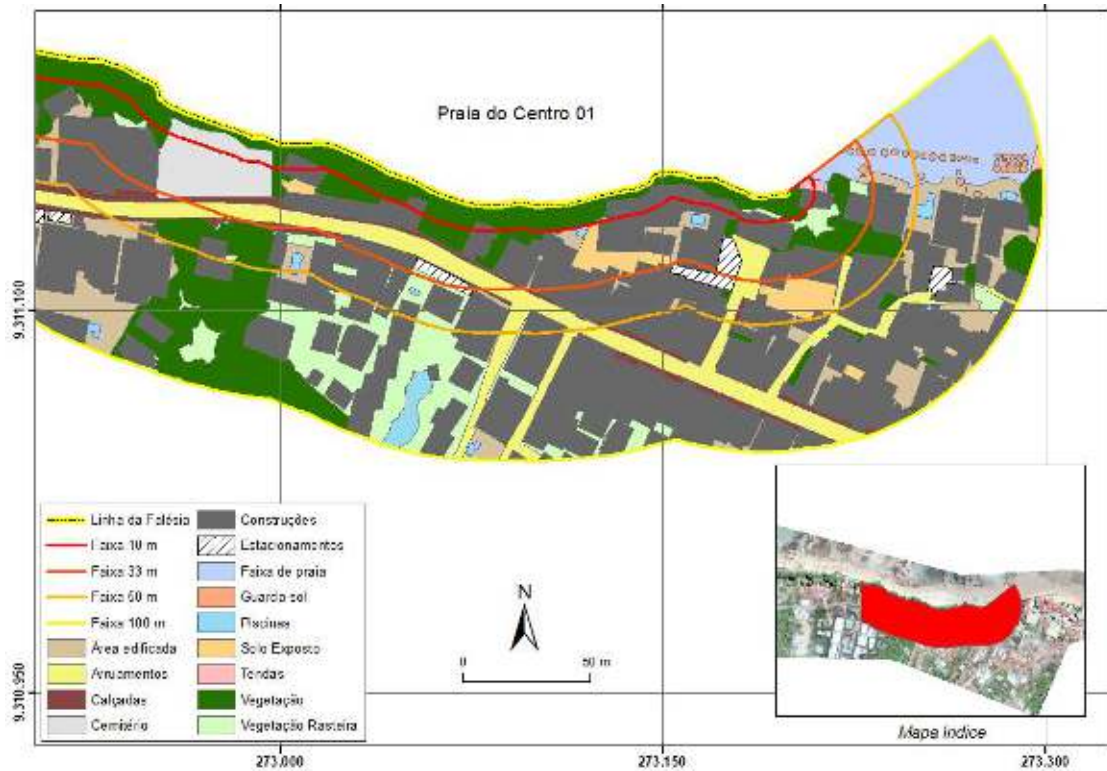 Praia do Centro 01
9.311.100
9.310.950
Linha da Falésia
Faixa 10 m
Faixa 33 m
Faixa 60 m
Faixa 100 m
Área edificada
Arruamentos
Calçadas
Cemitério
Construções
Estacionamentos
Faixa de praia
Guarda sol
Piscinas
Solo Exposto
Tendas
Vegetação
Vegetação Rasteira
N
0 50 m
Mapa Indice
273.000 273.150 273.300